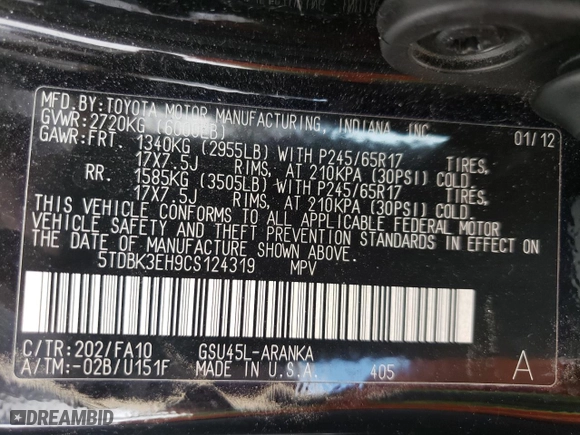 MFD.BY:TOYOTA MOTOR MANUFACTURING, INDIANA, INC. 01/12
GVWR:2720KG
GAWR:FRT. 1340KG (2955LB) WITH P245/65R17 TIRES,
17X7.5J RIMS, AT 210KPA (30PSI) COLD.
RR. 1585KG (3505LB) WITH P245/65R17 TIRES,
17X7.5J RIMS, AT 210KPA (30PSI) COLD.
THIS VEHICLE CONFORMS TO ALL APPLICABLE FEDERAL MOTOR
VEHICLE SAFETY AND THEFT PREVENTION STANDARDS IN EFFECT ON
THE DATE OF MANUFACTURE SHOWN ABOVE.
5TDBK3EH9CS124319 MPV
C/TR:202/FA10 GSU45L-ARANKA
A/TM:-02B/U151F MADE IN U.S.A. 405 A
DREAMBID